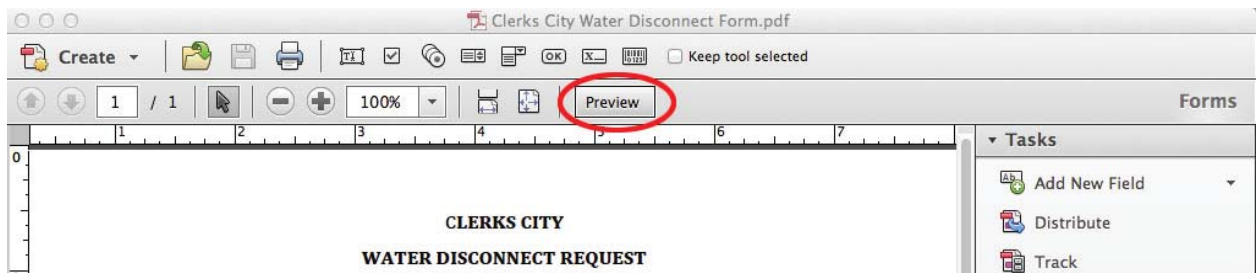 Clerks City Water Disconnect Form.pdf
Create
OK
Keep tool selected
1 / 1
100%
Preview
Forms
1 2 3 4 5 6 7
0
Tasks
Add New Field
Distribute
Track
CLERKS CITY
WATER DISCONNECT REQUEST